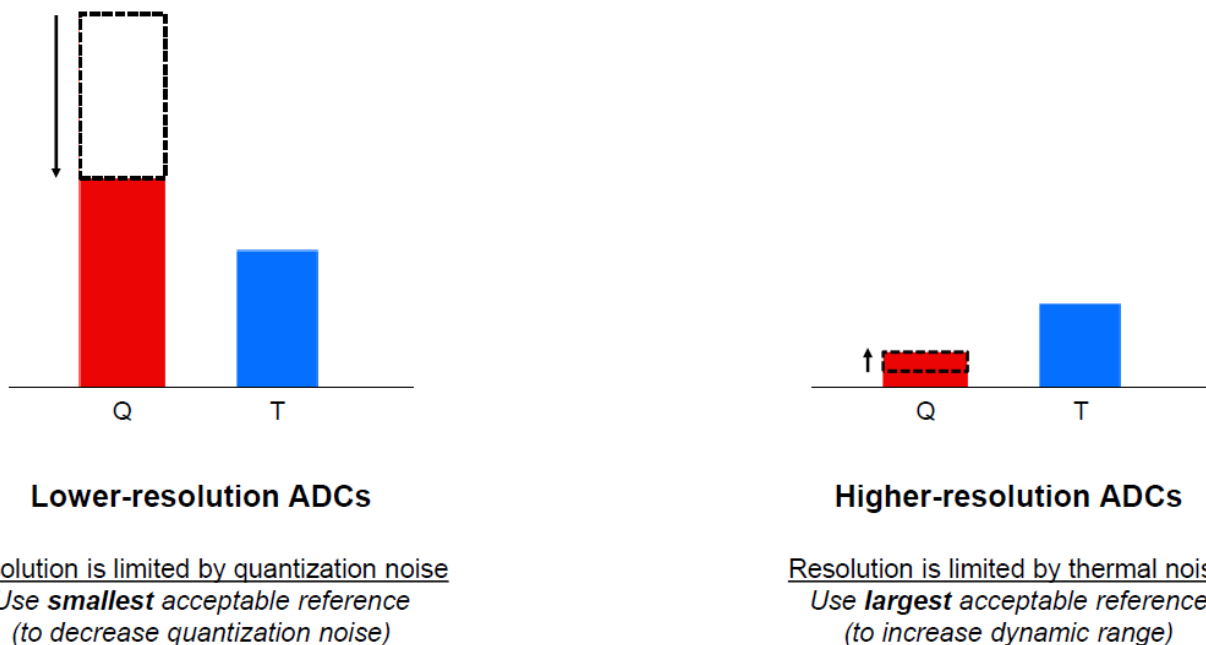 Q T
Q T
Lower-resolution ADCs
olution is limited by quantization noise
Use smallest acceptable reference
(to decrease quantization noise)
Higher-resolution ADCs
Resolution is limited by thermal nois
Use largest acceptable reference
(to increase dynamic range)